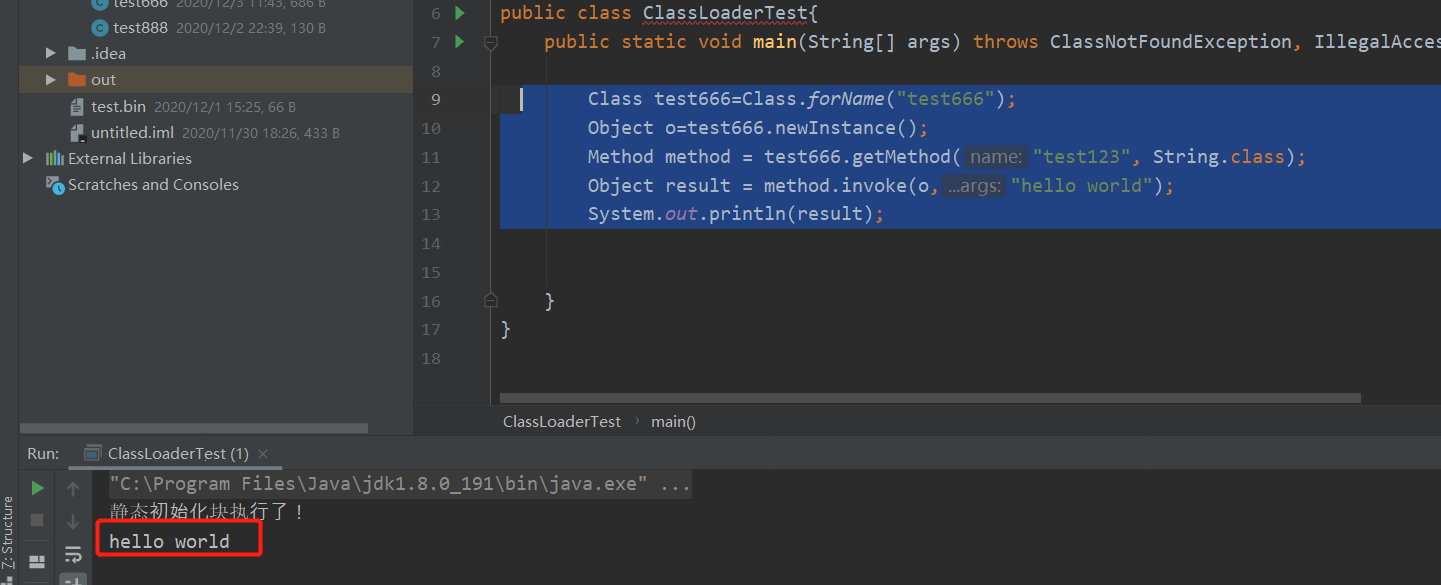 test666 2020/12/3 11:43, 686 B
test888 2020/12/2 22:39, 130 B
.idea
out
test.bin 2020/12/1 15:25, 66 B
untitled.iml 2020/11/30 18:26, 433 B
External Libraries
Scratches and Consoles
6 public class ClassLoaderTest{
7 public static void main(String[] args) throws ClassNotFoundException, IllegalAcces
8
9 Class test666=Class.forName("test666");
10 Object o=test666.newInstance();
11 Method method = test666.getMethod( name: "test123", String.class);
12 Object result = method.invoke(o, ...args: "hello world");
13 System.out.println(result);
14
15
16 }
17 }
18
ClassLoaderTest › main()
Run: ClassLoaderTest (1) ×
"C:\Program Files\Java\jdk1.8.0_191\bin\java.exe" ...
静态初始化块执行了！
hello world
Z: Structure